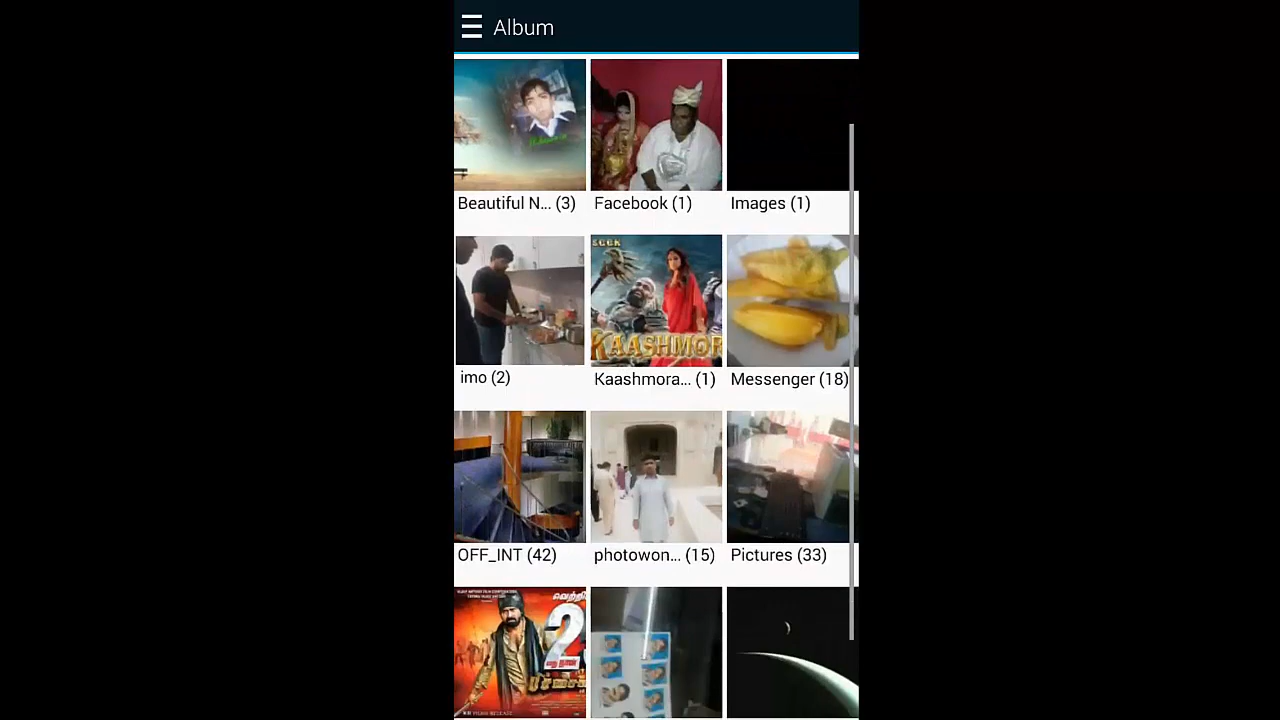 Album
Beautiful N... (3)
Facebook (1)
Images (1)
KAASHMOR
imo (2)
Kaashmora... (1)
Messenger (18)
OFF_INT (42)
photowon... (15)
Pictures (33)
2